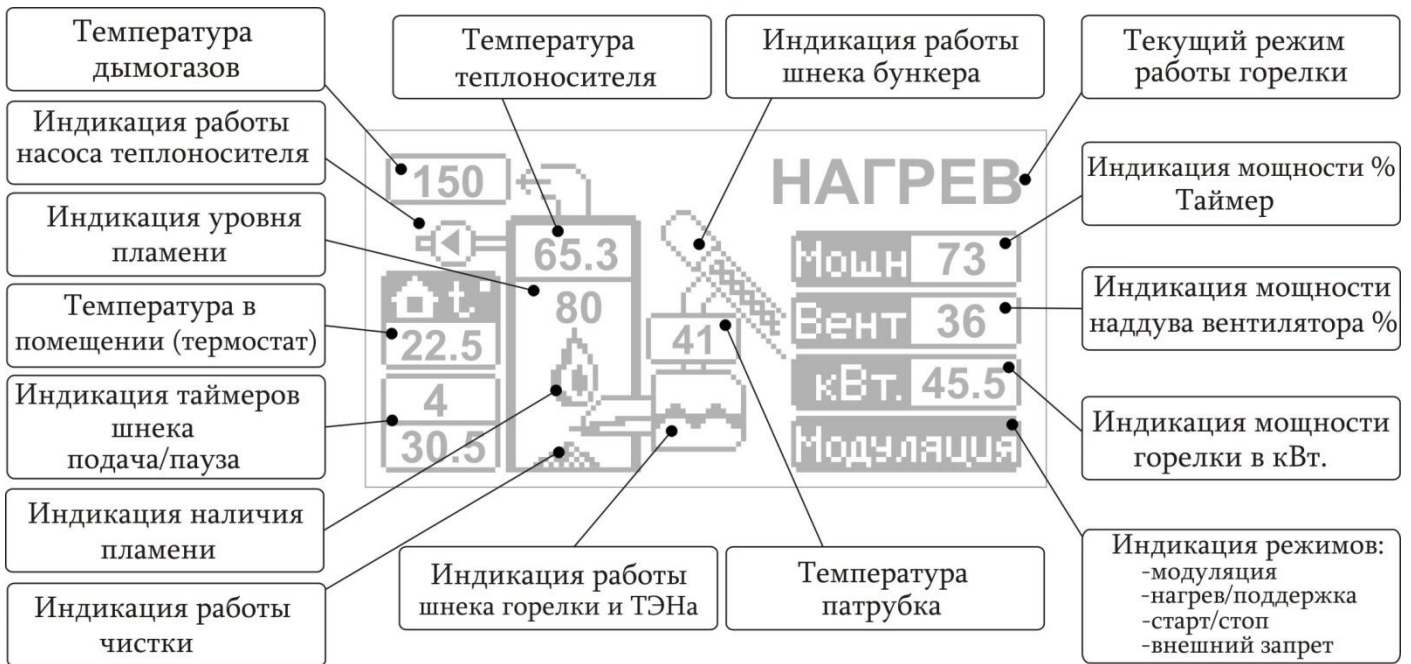 Температура
дымогазов
Температура
теплоносителя
Индикация работы
шнека бункера
Текущий режим
работы горелки
Индикация работы
насоса теплоносителя
Индикация уровня
пламени
Температура в
помещении (термостат)
Индикация таймеров
шнека
подача/пауза
Индикация наличия
пламени
Индикация работы
чистки
150
65.3
80
t°
22.5
4
30.5
41
НАГРЕВ
Мощн 73
Вент 36
кВт. 45.5
Модуляция
Индикация мощности %
Таймер
Индикация мощности
наддува вентилятора %
Индикация мощности
горелки в кВт.
Индикация работы
шнека горелки и ТЭНа
Температура
патрубка
Индикация режимов:
-модуляция
-нагрев/поддержка
-старт/стоп
-внешний запрет